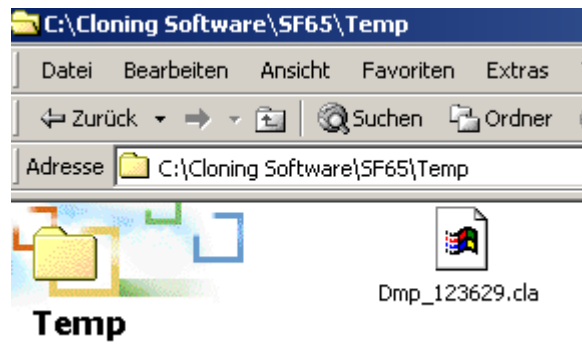 C:\Cloning Software\SF65\Temp
Datei Bearbeiten Ansicht Favoriten Extras
Zurück Suchen Ordner
Adresse C:\Cloning Software\SF65\Temp
Dmp_123629.cla
Temp